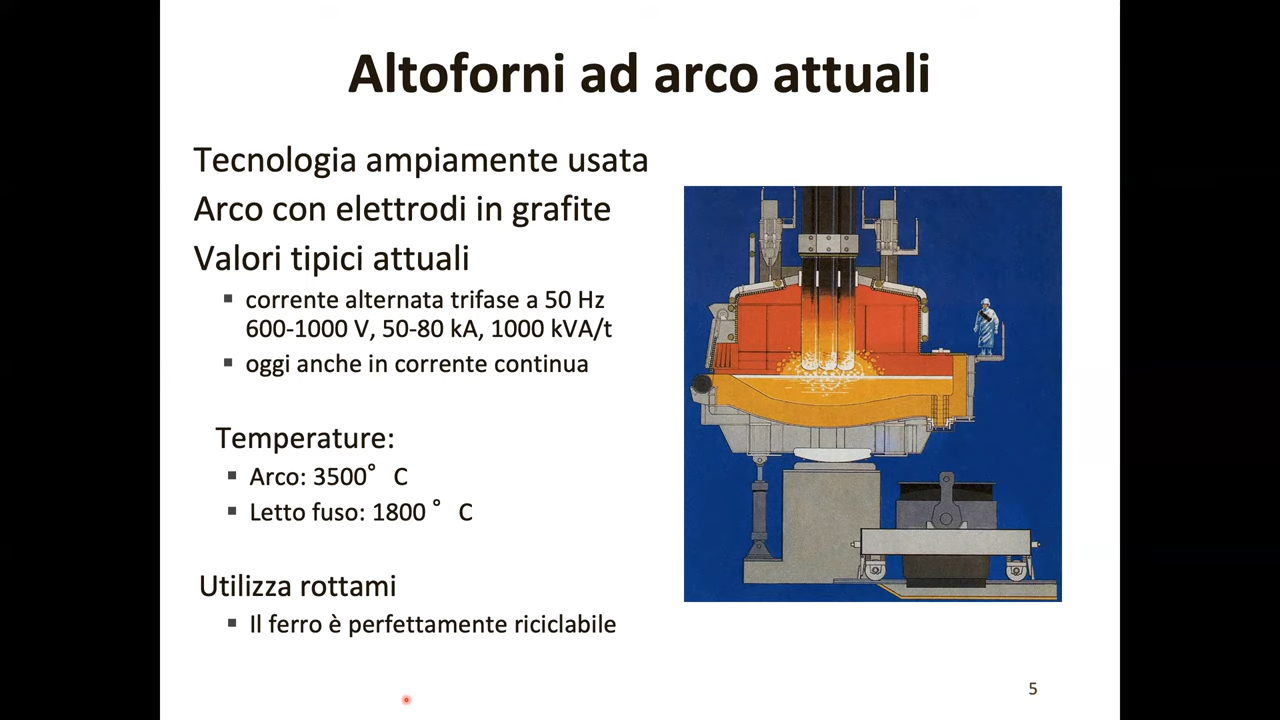 Altoforni ad arco attuali
Tecnologia ampiamente usata
Arco con elettrodi in grafite
Valori tipici attuali
▪ corrente alternata trifase a 50 Hz
600-1000 V, 50-80 kA, 1000 kVA/t
▪ oggi anche in corrente continua
Temperature:
▪ Arco: 3500° C
▪ Letto fuso: 1800 ° C
Utilizza rottami
▪ Il ferro è perfettamente riciclabile
5